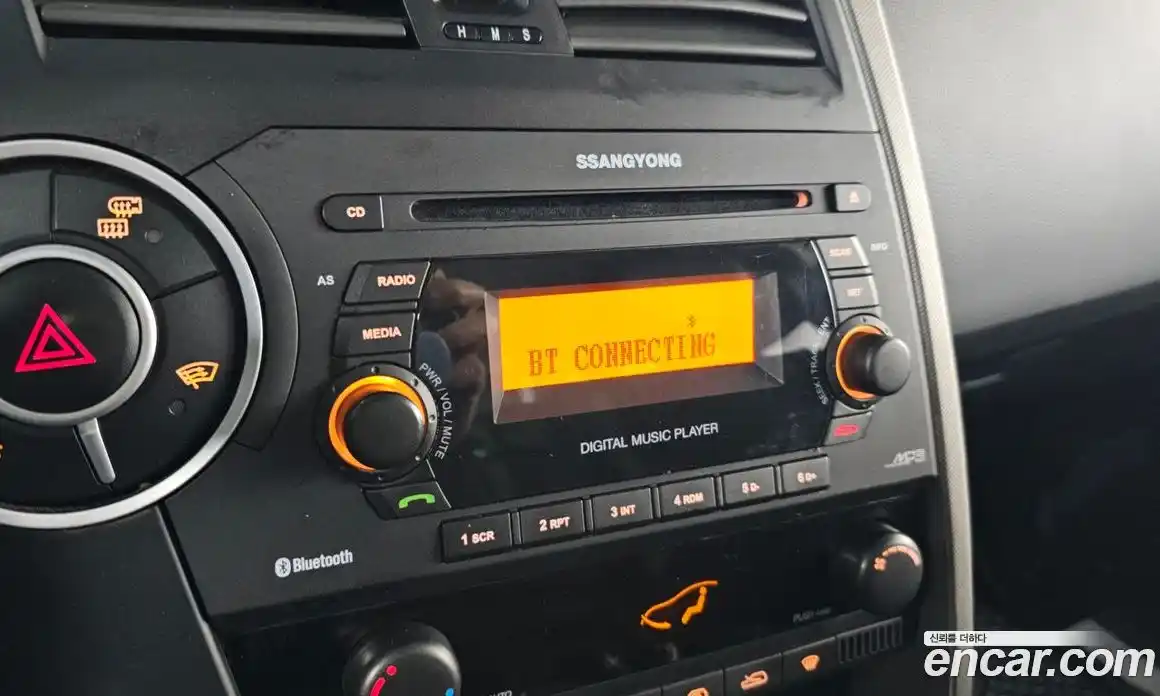 H M S
SSANGYONG
CD
AS
RADIO
SCAN
INFO
MEDIA
SET
BT CONNECTING
PWR / VOL / MUTE
SEEK / TRACK / ENT
DIGITAL MUSIC PLAYER
MP3
1 SCR
2 RPT
3 INT
4 RDM
5 D-
6 D+
Bluetooth
신뢰를 더하다
encar.com